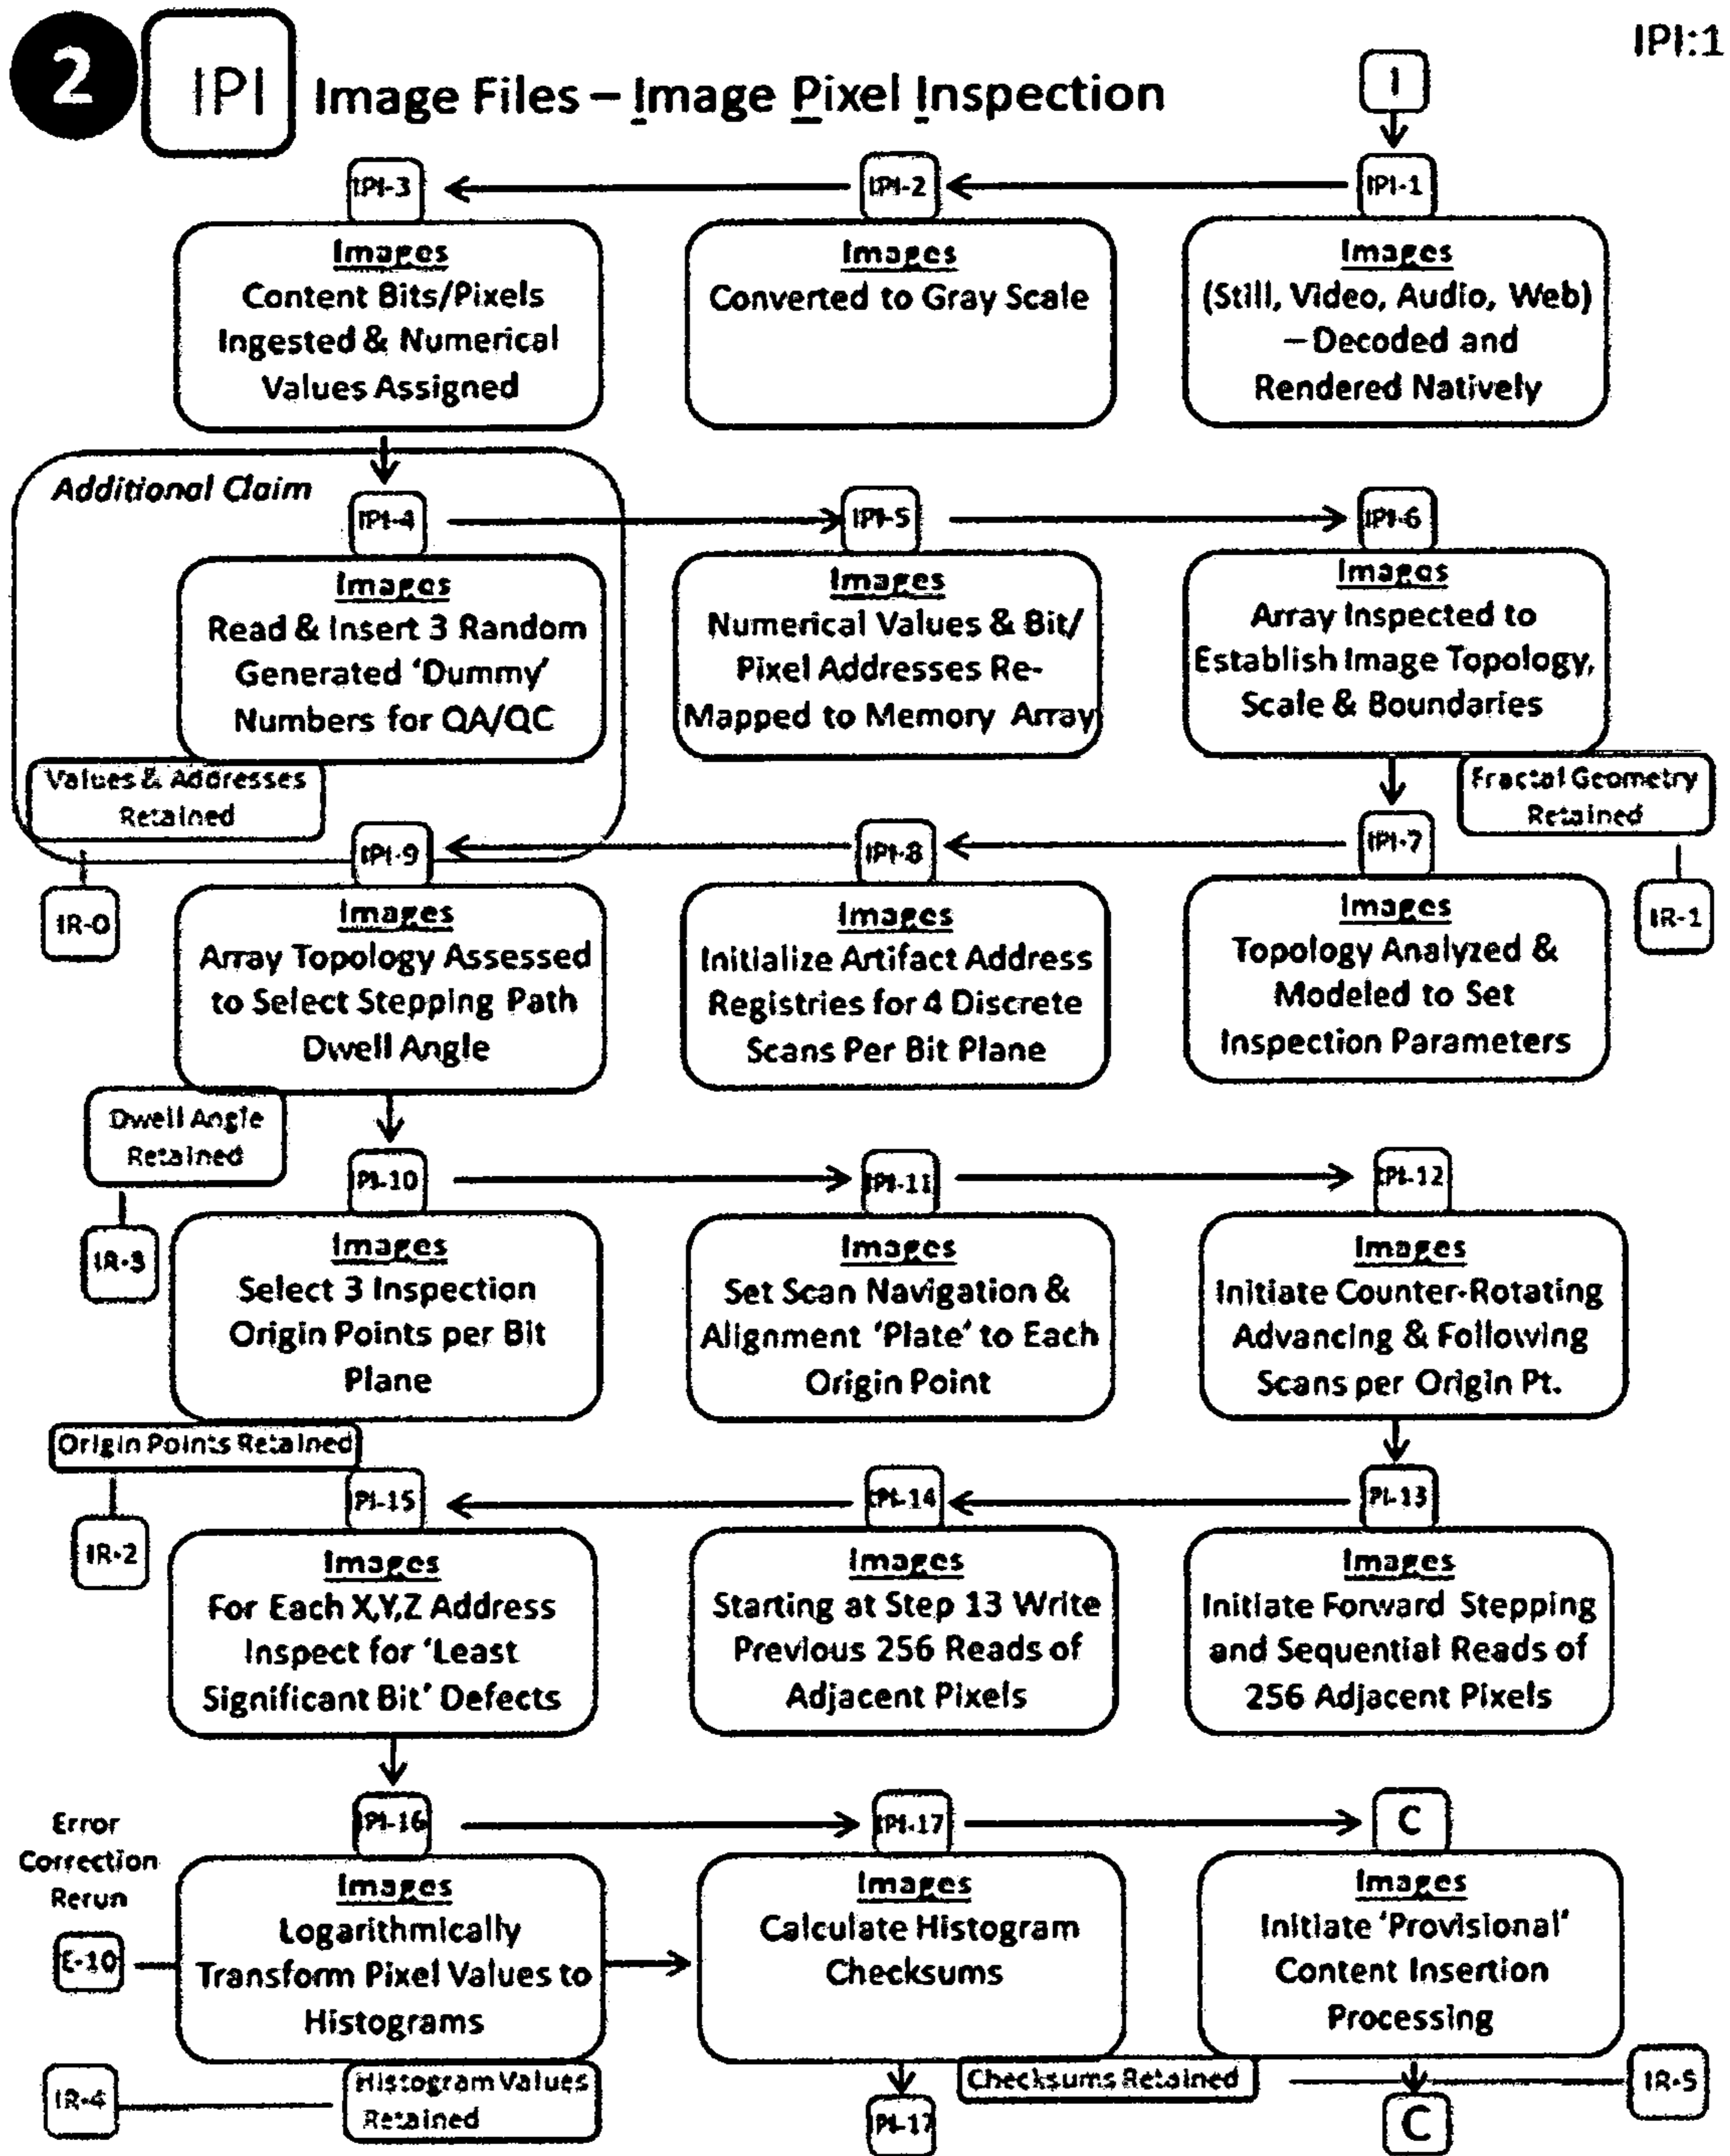 2
IPI
Image Files – Image Pixel Inspection
IPI:1
I
IPI-3
IPI-2
IPI-1
Images
Content Bits/Pixels
Ingested & Numerical
Values Assigned
Images
Converted to Gray Scale
Images
(Still, Video, Audio, Web)
–Decoded and
Rendered Natively
Additional Claim
IPI-4
IPI-5
IPI-6
Images
Read & Insert 3 Random
Generated 'Dummy'
Numbers for QA/QC
Images
Numerical Values & Bit/
Pixel Addresses Re-
Mapped to Memory Array
Images
Array Inspected to
Establish Image Topology,
Scale & Boundaries
Values & Addresses
Retained
Fractal Geometry
Retained
IR-0
IPI-9
IPI-8
IPI-7
IR-1
Images
Array Topology Assessed
to Select Stepping Path
Dwell Angle
Images
Initialize Artifact Address
Registries for 4 Discrete
Scans Per Bit Plane
Images
Topology Analyzed &
Modeled to Set
Inspection Parameters
Dwell Angle
Retained
IR-3
IPI-10
IPI-11
IPI-12
Images
Select 3 Inspection
Origin Points per Bit
Plane
Images
Set Scan Navigation &
Alignment 'Plate' to Each
Origin Point
Images
Initiate Counter-Rotating
Advancing & Following
Scans per Origin Pt.
Origin Points Retained
IR-2
IPI-15
IPI-14
IPI-13
Images
For Each X,Y,Z Address
Inspect for 'Least
Significant Bit' Defects
Images
Starting at Step 13 Write
Previous 256 Reads of
Adjacent Pixels
Images
Initiate Forward Stepping
and Sequential Reads of
256 Adjacent Pixels
Error
Correction
Rerun
E-10
IPI-16
IPI-17
C
Images
Logarithmically
Transform Pixel Values to
Histograms
Images
Calculate Histogram
Checksums
Images
Initiate 'Provisional'
Content Insertion
Processing
IR-4
Histogram Values
Retained
IPI-17
Checksums Retained
C
IR-5